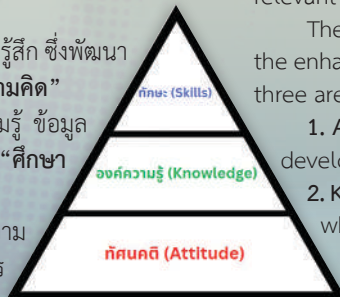 รู้สึก ซึ่งพัฒนา
ามคิด”
มรู้ ข้อมูล
“ศึกษา
าม
ร
ทักษะ (Skills)
องค์ความรู้ (Knowledge)
ทัศนคติ (Attitude)
relevant
The
the enha
three are
1. A
develo
2. K
wh